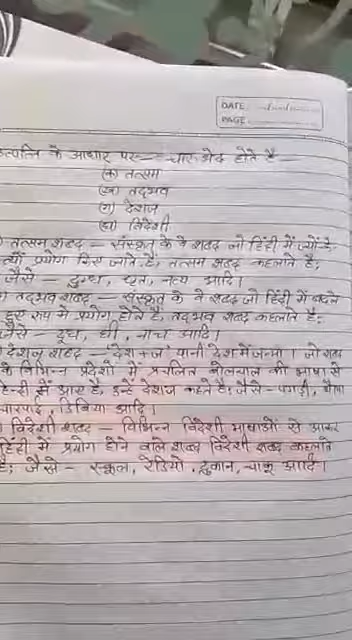 DATE
PAGE
उत्पत्ति के आधार पर — चार भेद होते है —
(क) तत्सम
(ख) तद्भव
(ग) देशज
(घ) विदेशी
तत्सम शब्द — संस्कृत के वे शब्द जो हिंदी में ज्यों के
त्यों प्रयोग किए जाते हैं, तत्सम शब्द कहलाते हैं;
जैसे — दुग्ध, घृत, नृत्य आदि।
तद्भव शब्द — संस्कृत के वे शब्द जो हिंदी में बदले
हुए रूप में प्रयोग होते हैं, तद्भव शब्द कहलाते हैं;
जैसे — दूध, घी, नाच आदि।
देशज शब्द — देश + ज यानी देश में जन्मा। जो शब्द
के विभिन्न प्रदेशों में प्रचलित बोलचाल की भाषा से
हिन्दी में आए हैं, उन्हें देशज कहते हैं; जैसे — पगड़ी,
चारपाई, डिबिया आदि।
विदेशी शब्द — विभिन्न विदेशी भाषाओं से आकर
हिंदी में प्रयोग होने वाले शब्द विदेशी शब्द कहलाते
हैं; जैसे — स्कूल, रेडियो, दुकान, चाकू आदि।